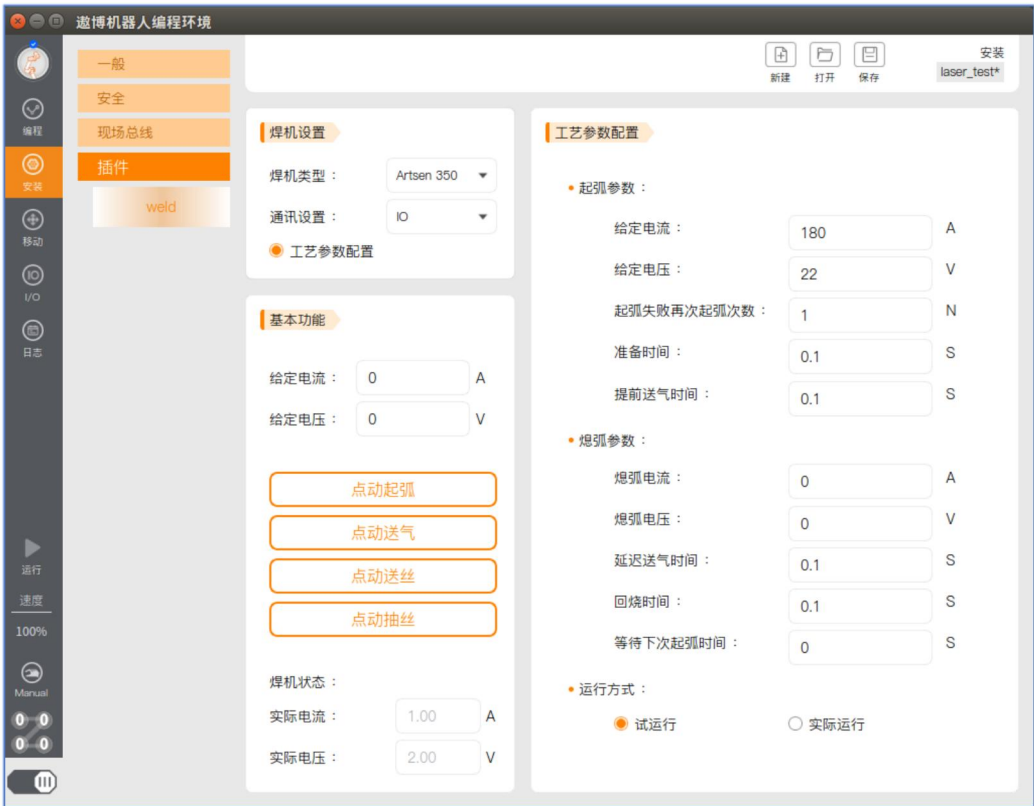 遨博机器人编程环境
编程
安装
移动
IO
I/O
日志
运行
速度
100%
Manual
0 0
0 0
一般
安全
现场总线
插件
weld
新建
打开
保存
安装
laser_test*
焊机设置
焊机类型： Artsen 350
通讯设置： IO
工艺参数配置
基本功能
给定电流： 0 A
给定电压： 0 V
点动起弧
点动送气
点动送丝
点动抽丝
焊机状态：
实际电流： 1.00 A
实际电压： 2.00 V
工艺参数配置
• 起弧参数：
给定电流： 180 A
给定电压： 22 V
起弧失败再次起弧次数： 1 N
准备时间： 0.1 S
提前送气时间： 0.1 S
• 熄弧参数：
熄弧电流： 0 A
熄弧电压： 0 V
延迟送气时间： 0.1 S
回烧时间： 0.1 S
等待下次起弧时间： 0 S
• 运行方式：
试运行 实际运行